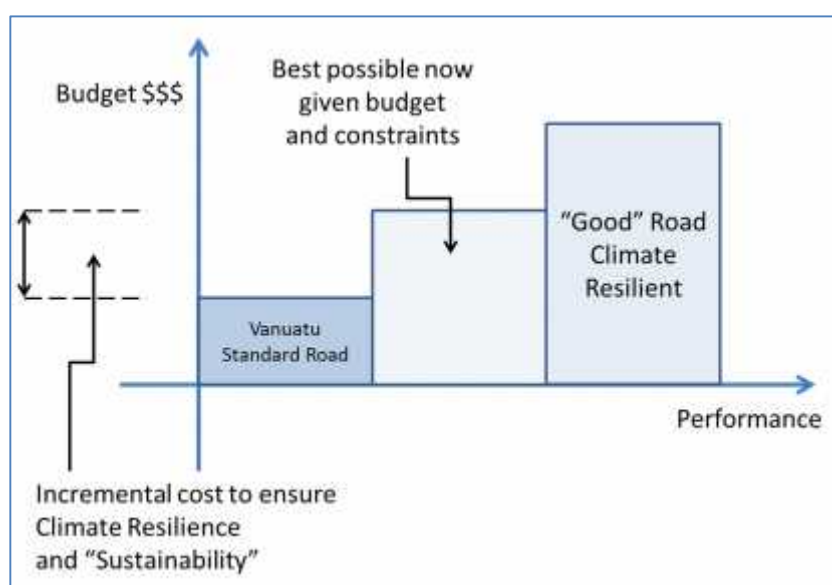 Budget $$$
Best possible now
given budget
and constraints
“Good” Road
Climate
Resilient
Vanuatu
Standard Road
Performance
Incremental cost to ensure
Climate Resilience
and “Sustainability”